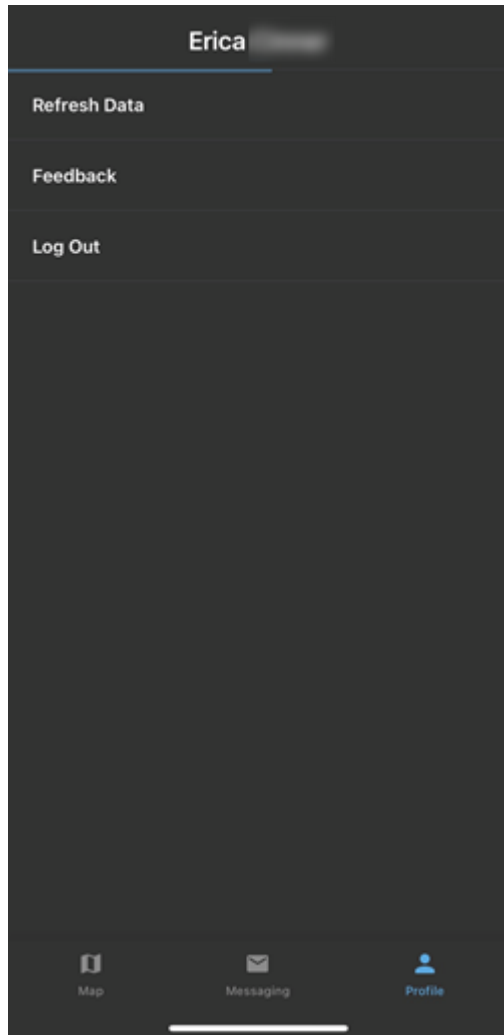 Erica
Refresh Data
Feedback
Log Out
Map
Messaging
Profile